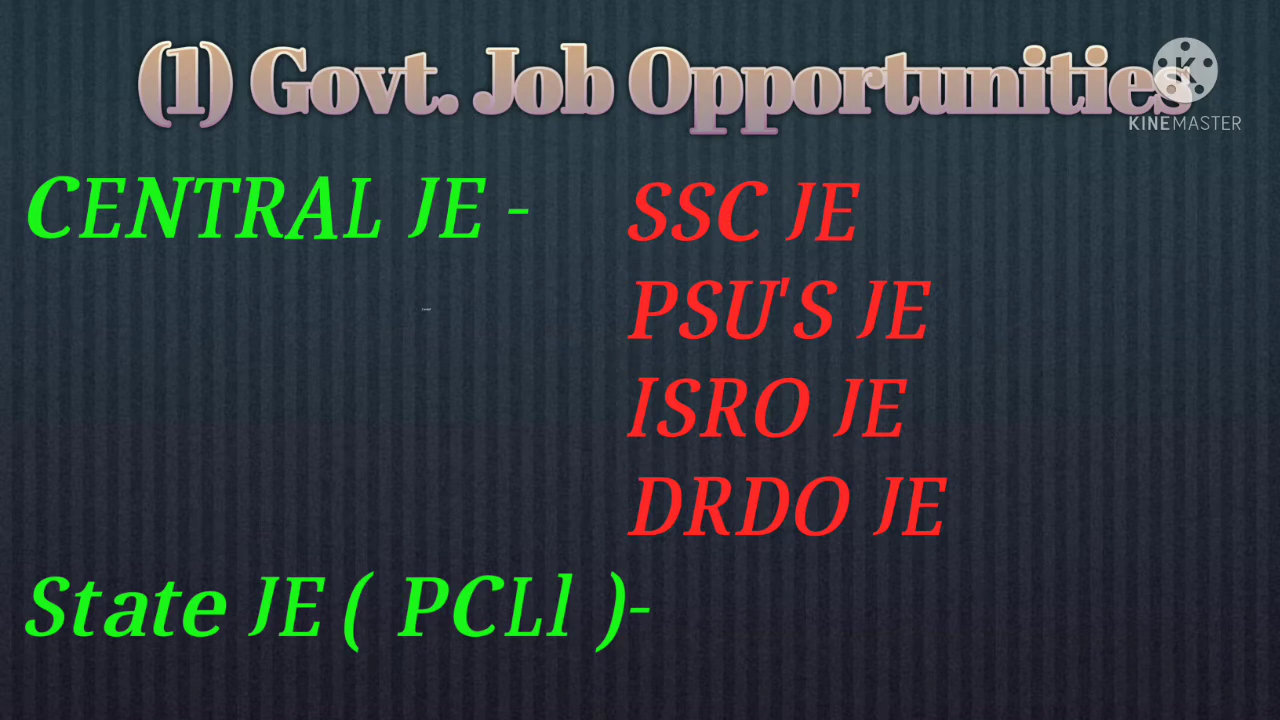 (1) Govt. Job Opportunities
KINEMASTER
CENTRAL JE - SSC JE
PSU'S JE
ISRO JE
DRDO JE
State JE ( PCLl )-